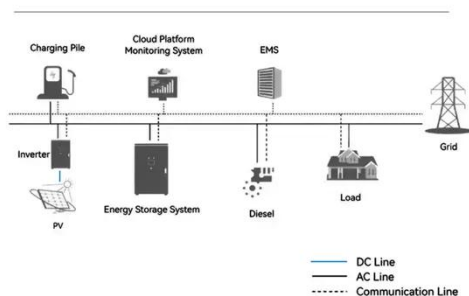 Charging Pile
Cloud Platform
Monitoring System
EMS
Grid
Inverter
PV
Energy Storage System
Diesel
Load
DC Line
AC Line
Communication Line